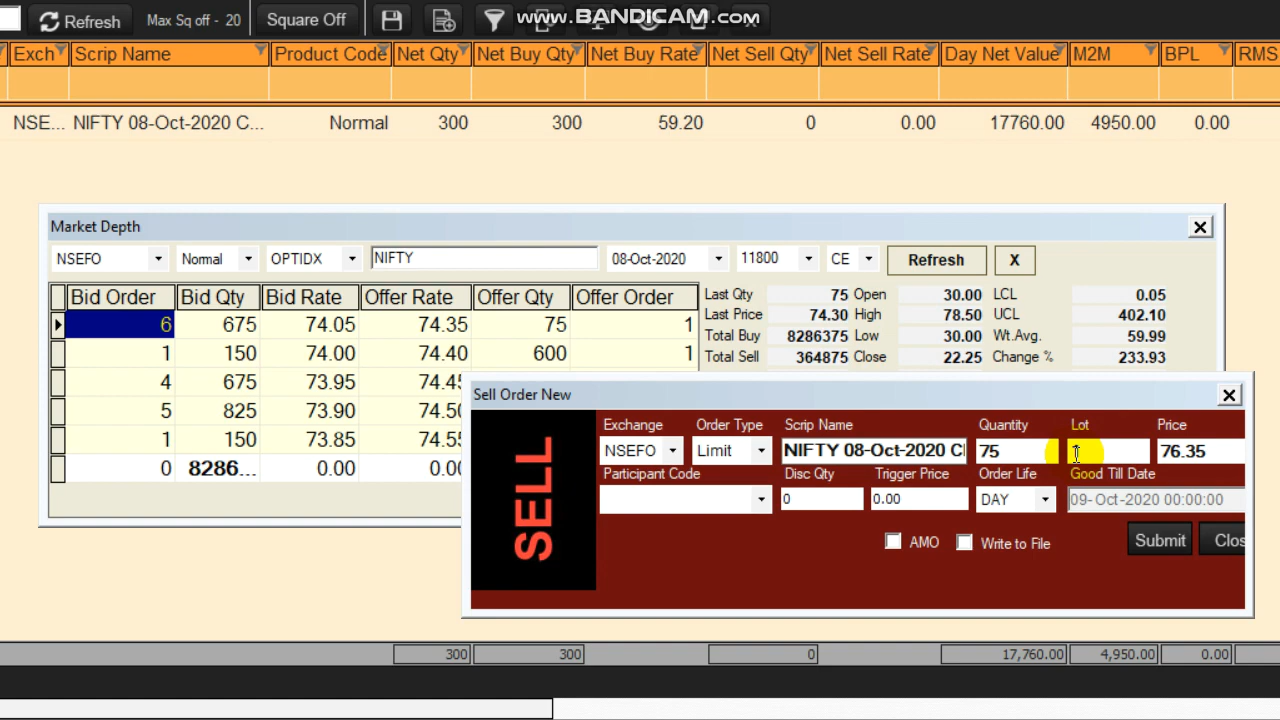 Refresh Max Sq off - 20 Square Off www.BANDICAM.com
Exch Scrip Name Product Code Net Qty Net Buy Qty Net Buy Rate Net Sell Qty Net Sell Rate Day Net Value M2M BPL RMS
NSE... NIFTY 08-Oct-2020 C... Normal 300 300 59.20 0 0.00 17760.00 4950.00 0.00
Market Depth
NSEFO Normal OPTIDX NIFTY 08-Oct-2020 11800 CE Refresh X
Bid Order Bid Qty Bid Rate Offer Rate Offer Qty Offer Order
6 675 74.05 74.35 75 1
1 150 74.00 74.40 600 1
4 675 73.95 74.45
5 825 73.90 74.50
1 150 73.85 74.55
0 8286... 0.00 0.00
Last Qty 75 Open 30.00 LCL 0.05
Last Price 74.30 High 78.50 UCL 402.10
Total Buy 8286375 Low 30.00 Wt.Avg. 59.99
Total Sell 364875 Close 22.25 Change % 233.93
Sell Order New
SELL
Exchange Order Type Scrip Name Quantity Lot Price
NSEFO Limit NIFTY 08-Oct-2020 C 75 76.35
Participant Code Disc Qty Trigger Price Order Life Good Till Date
0 0.00 DAY 09-Oct-2020 00:00:00
AMO Write to File Submit Clos
300 300 0 17,760.00 4,950.00 0.00